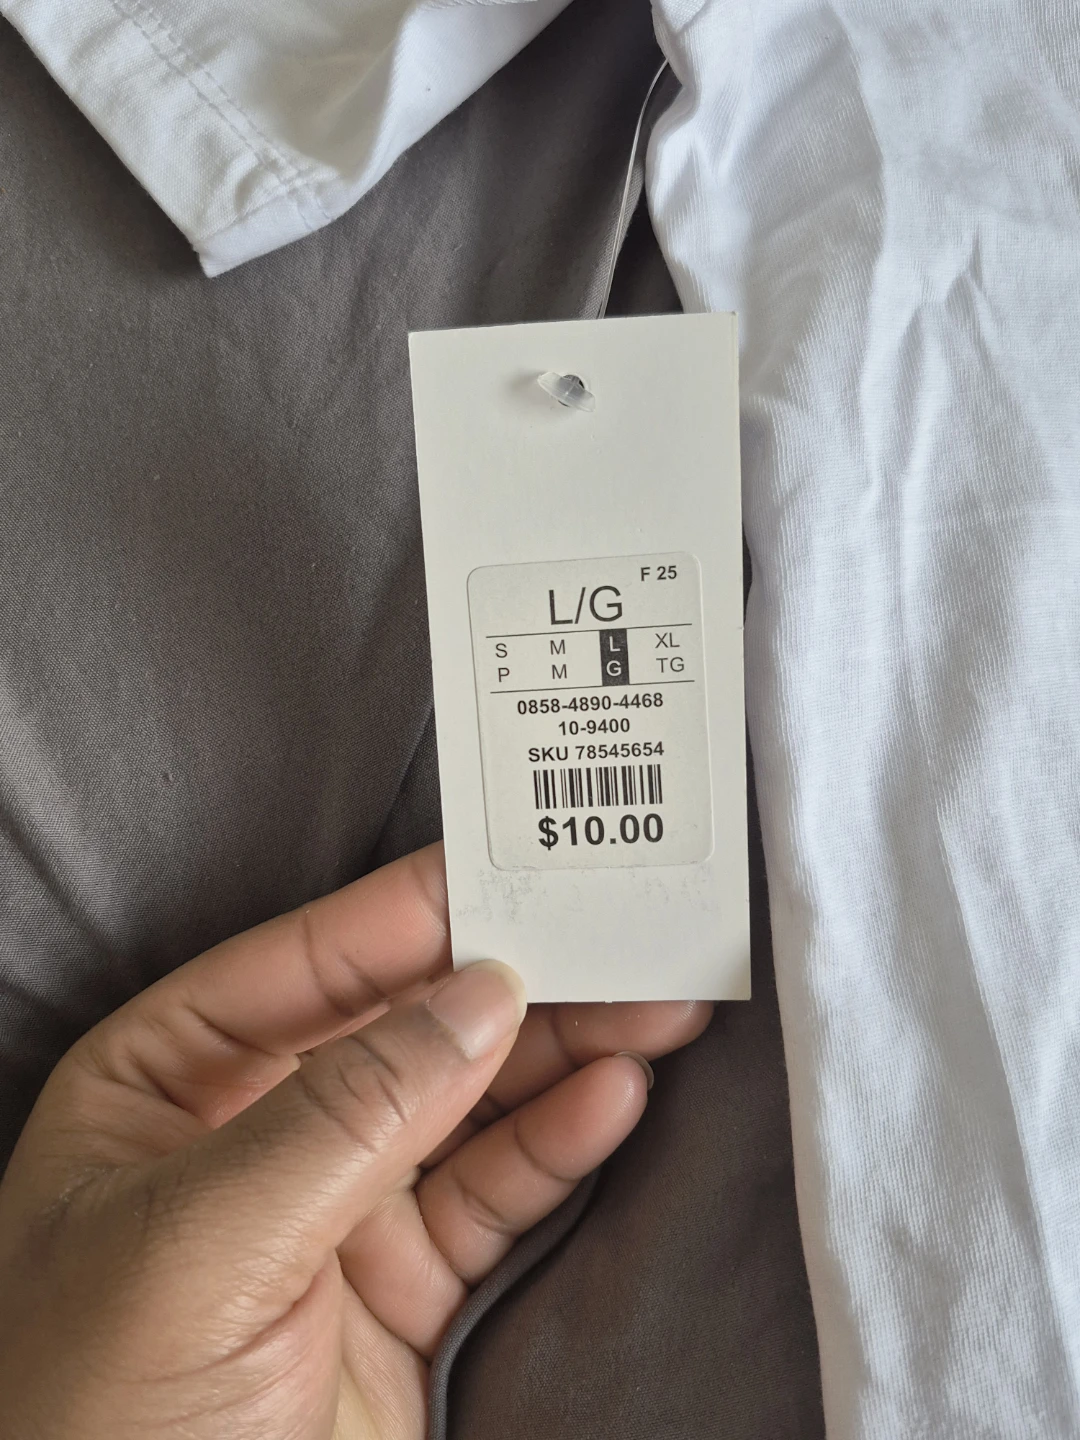 F 25
L/G
S M L XL
P M G TG
0858-4890-4468
10-9400
SKU 78545654
$10.00